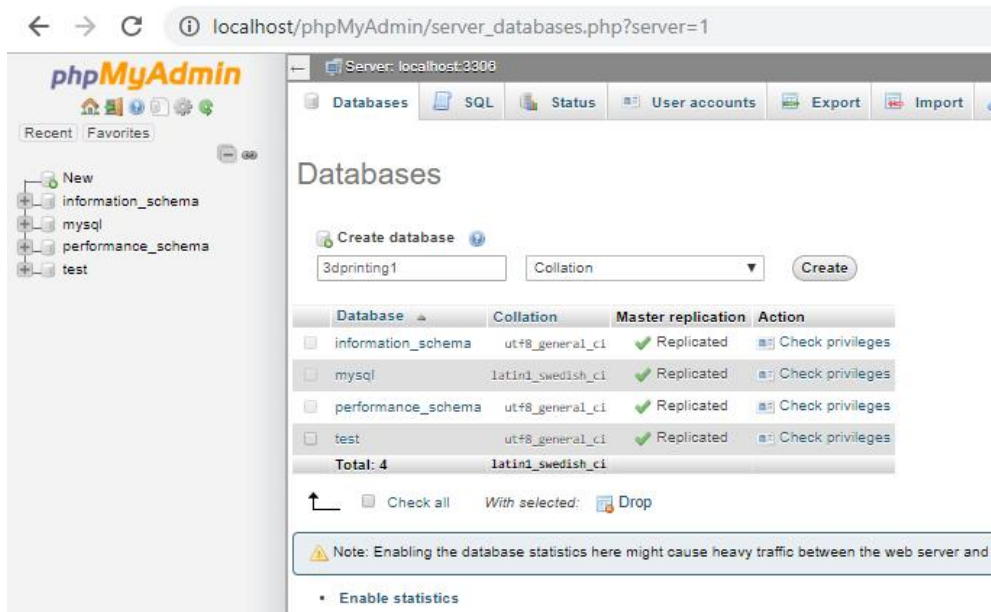 localhost/phpMyAdmin/server_databases.php?server=1
phpMyAdmin
Recent Favorites
New
information_schema
mysql
performance_schema
test
Server: localhost:3306
Databases SQL Status User accounts Export Import
Databases
Create database
3dprinting1 Collation Create
Database Collation Master replication Action
information_schema utf8_general_ci Replicated Check privileges
mysql latin1_swedish_ci Replicated Check privileges
performance_schema utf8_general_ci Replicated Check privileges
test utf8_general_ci Replicated Check privileges
Total: 4 latin1_swedish_ci
Check all With selected: Drop
Note: Enabling the database statistics here might cause heavy traffic between the web server and
Enable statistics